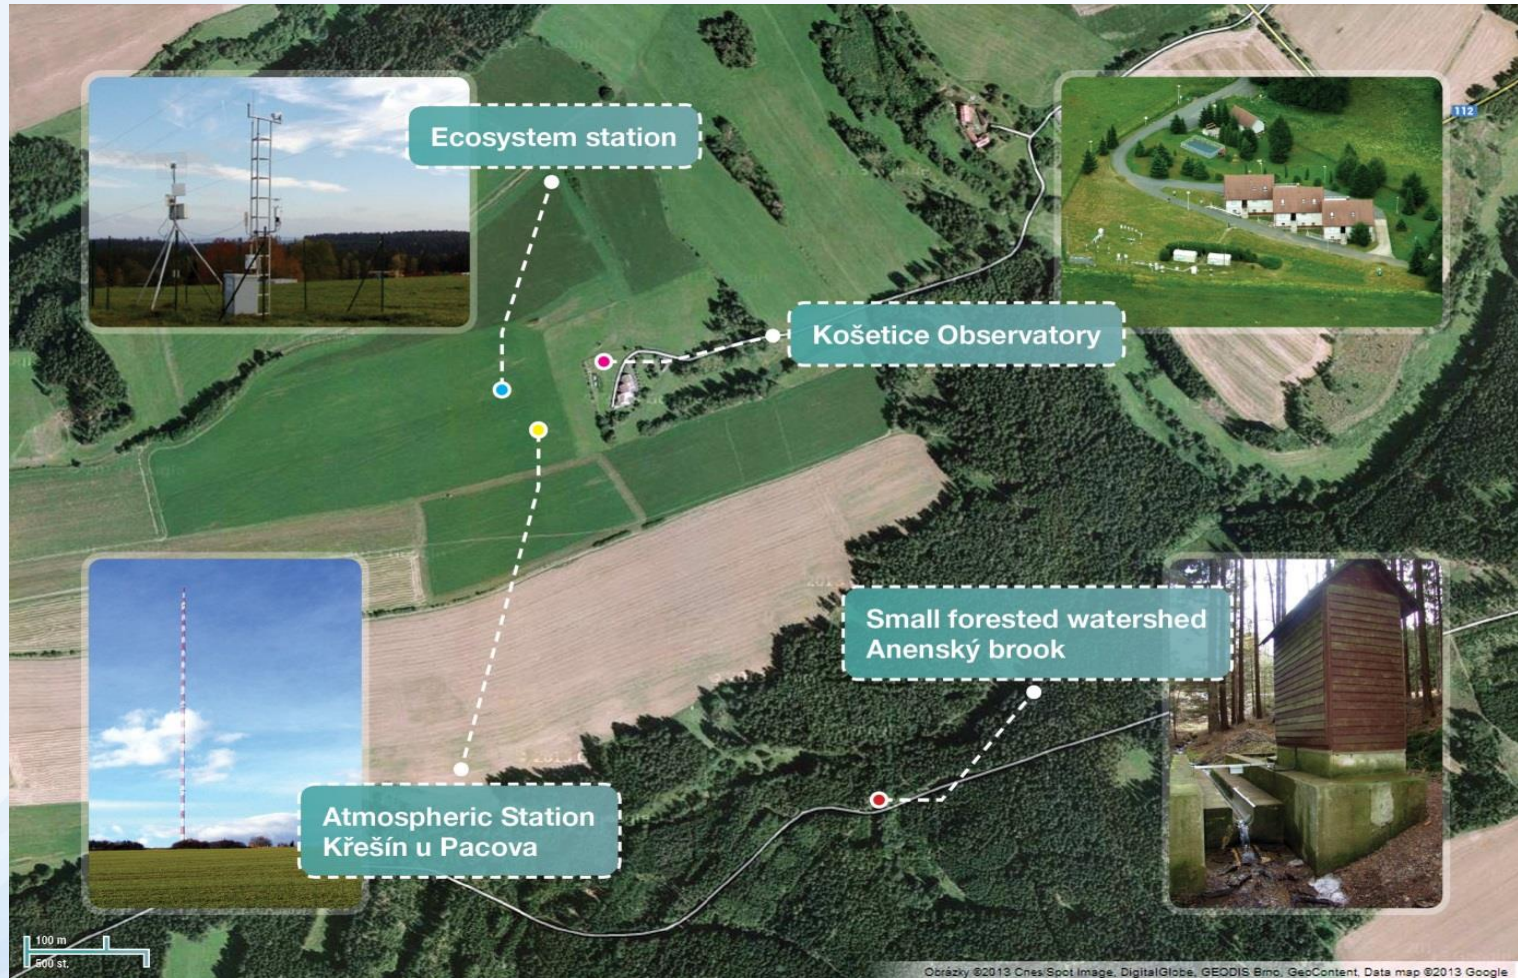 Ecosystem station
112
Košetice Observatory
Small forested watershed
Anenský brook
Atmospheric Station
Křešín u Pacova
100 m
500 st.
Obrázky ©2013 Cnes/Spot Image, DigitalGlobe, GEODIS Brno, GeoContent, Data map ©2013 Google